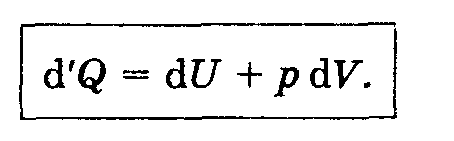 d′Q = dU + p dV.